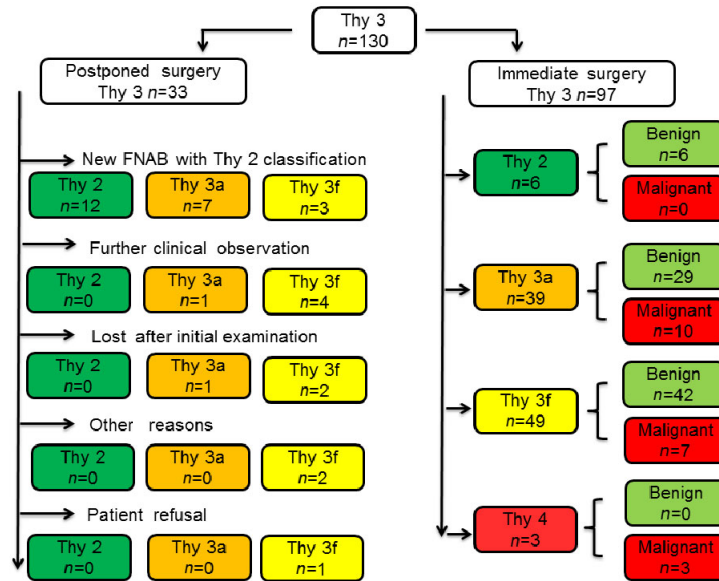 Thy 3
n=130
Postponed surgery
Thy 3 n=33
New FNAB with Thy 2 classification
Thy 2
n=12
Thy 3a
n=7
Thy 3f
n=3
Further clinical observation
Thy 2
n=0
Thy 3a
n=1
Thy 3f
n=4
Lost after initial examination
Thy 2
n=0
Thy 3a
n=1
Thy 3f
n=2
Other reasons
Thy 2
n=0
Thy 3a
n=0
Thy 3f
n=2
Patient refusal
Thy 2
n=0
Thy 3a
n=0
Thy 3f
n=1
Immediate surgery
Thy 3 n=97
Thy 2
n=6
Benign
n=6
Malignant
n=0
Thy 3a
n=39
Benign
n=29
Malignant
n=10
Thy 3f
n=49
Benign
n=42
Malignant
n=7
Thy 4
n=3
Benign
n=0
Malignant
n=3